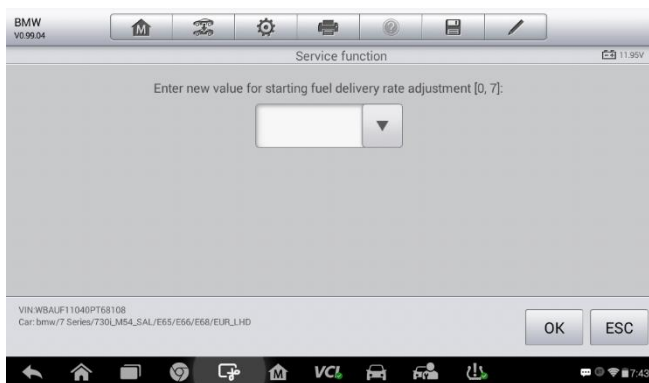 BMW
V0.99.04
Service function
11.95V
Enter new value for starting fuel delivery rate adjustment [0, 7]:
VIN:WBAUF11040PT68108
Car: bmw/7 Series/730i_M54_SAL/E65/E66/E68/EUR_LHD
OK
ESC
VCI
7:43